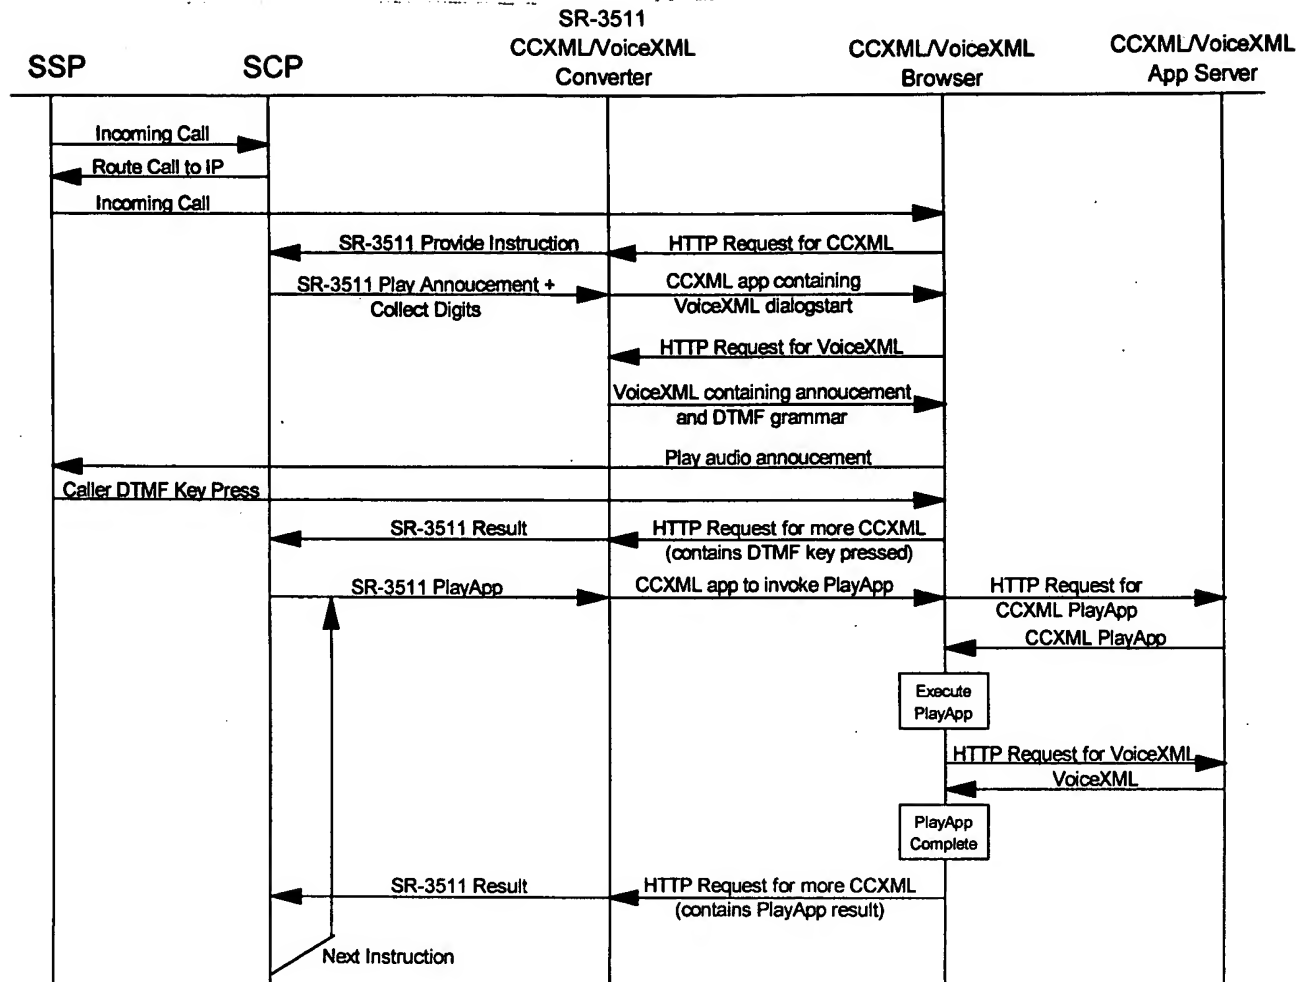 SSP
SCP
SR-3511
CCXML/VoiceXML
Converter
CCXML/VoiceXML
Browser
CCXML/VoiceXML
App Server
Incoming Call
Route Call to IP
Incoming Call
SR-3511 Provide Instruction
HTTP Request for CCXML
SR-3511 Play Annoucement +
Collect Digits
CCXML app containing
VoiceXML dialogstart
HTTP Request for VoiceXML
VoiceXML containing annoucement
and DTMF grammar
Play audio annoucement
Caller DTMF Key Press
SR-3511 Result
HTTP Request for more CCXML
(contains DTMF key pressed)
SR-3511 PlayApp
CCXML app to invoke PlayApp
HTTP Request for
CCXML PlayApp
CCXML PlayApp
Execute
PlayApp
HTTP Request for VoiceXML
VoiceXML
PlayApp
Complete
SR-3511 Result
HTTP Request for more CCXML
(contains PlayApp result)
Next Instruction